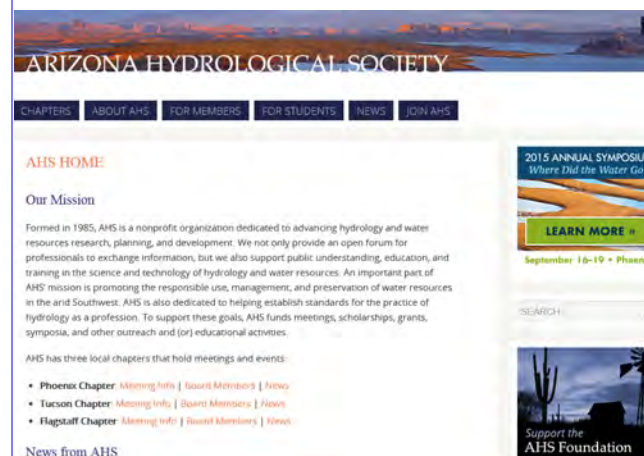 ARIZONA HYDROLOGICAL SOCIETY
CHAPTERS ABOUT AHS FOR MEMBERS FOR STUDENTS NEWS JOIN AHS
AHS HOME
Our Mission
Formed in 1985, AHS is a nonprofit organization dedicated to advancing hydrology and water
resources research, planning, and development. We not only provide an open forum for
professionals to exchange information, but we also support public understanding, education, and
training in the science and technology of hydrology and water resources. An important part of
AHS' mission is promoting the responsible use, management, and preservation of water resources
in the arid Southwest. AHS is also dedicated to helping establish standards for the practice of
hydrology as a profession. To support these goals, AHS funds meetings, scholarships, grants,
symposia, and other outreach and (or) educational activities.
AHS has three local chapters that hold meetings and events:
• Phoenix Chapter: Meeting Info | Board Members | News
• Tucson Chapter: Meeting Info | Board Members | News
• Flagstaff Chapter: Meeting Info | Board Members | News
News from AHS
2015 ANNUAL SYMPOSIU
Where Did the Water Go
LEARN MORE »
September 16–19 • Phoen
SEARCH
Support the
AHS Foundation